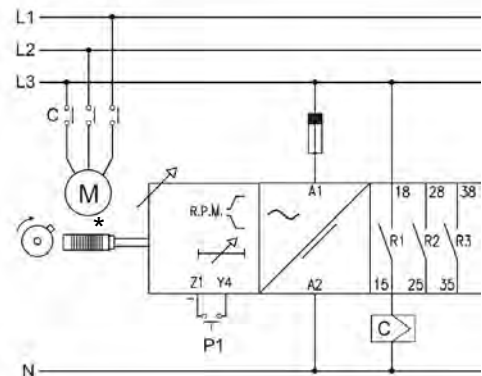 L1
L2
L3
C
M
*
A1
18 28 38
R.P.M.
R1 R2 R3
Z1 Y4
A2
15 25 35
P1
C
N